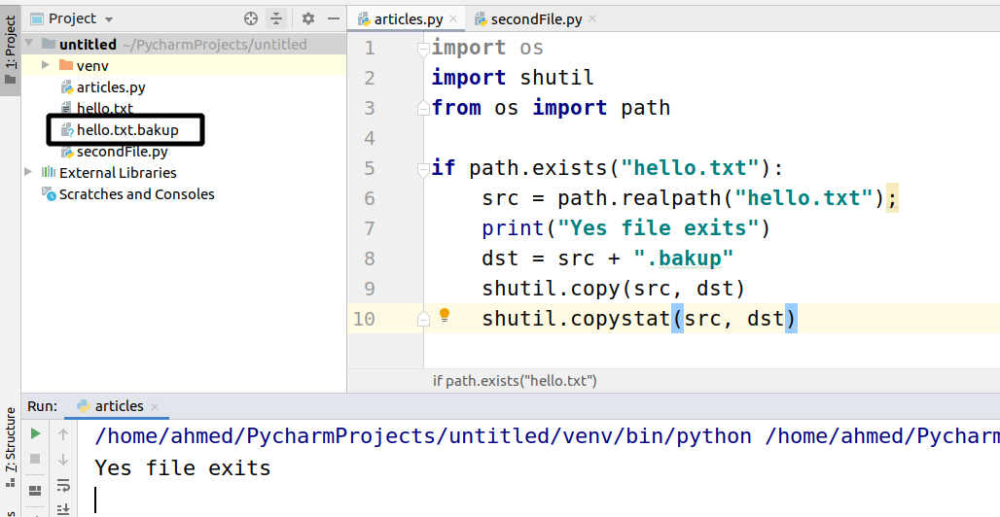 Project
1: Project
untitled ~/PycharmProjects/untitled
venv
articles.py
hello.txt
hello.txt.bakup
secondFile.py
External Libraries
Scratches and Consoles
articles.py
secondFile.py
1 import os
2 import shutil
3 from os import path
4
5 if path.exists("hello.txt"):
6 src = path.realpath("hello.txt");
7 print("Yes file exits")
8 dst = src + ".bakup"
9 shutil.copy(src, dst)
10 shutil.copystat(src, dst)
if path.exists("hello.txt")
Run: articles
7: Structure
/home/ahmed/PycharmProjects/untitled/venv/bin/python /home/ahmed/Pycharm
Yes file exits